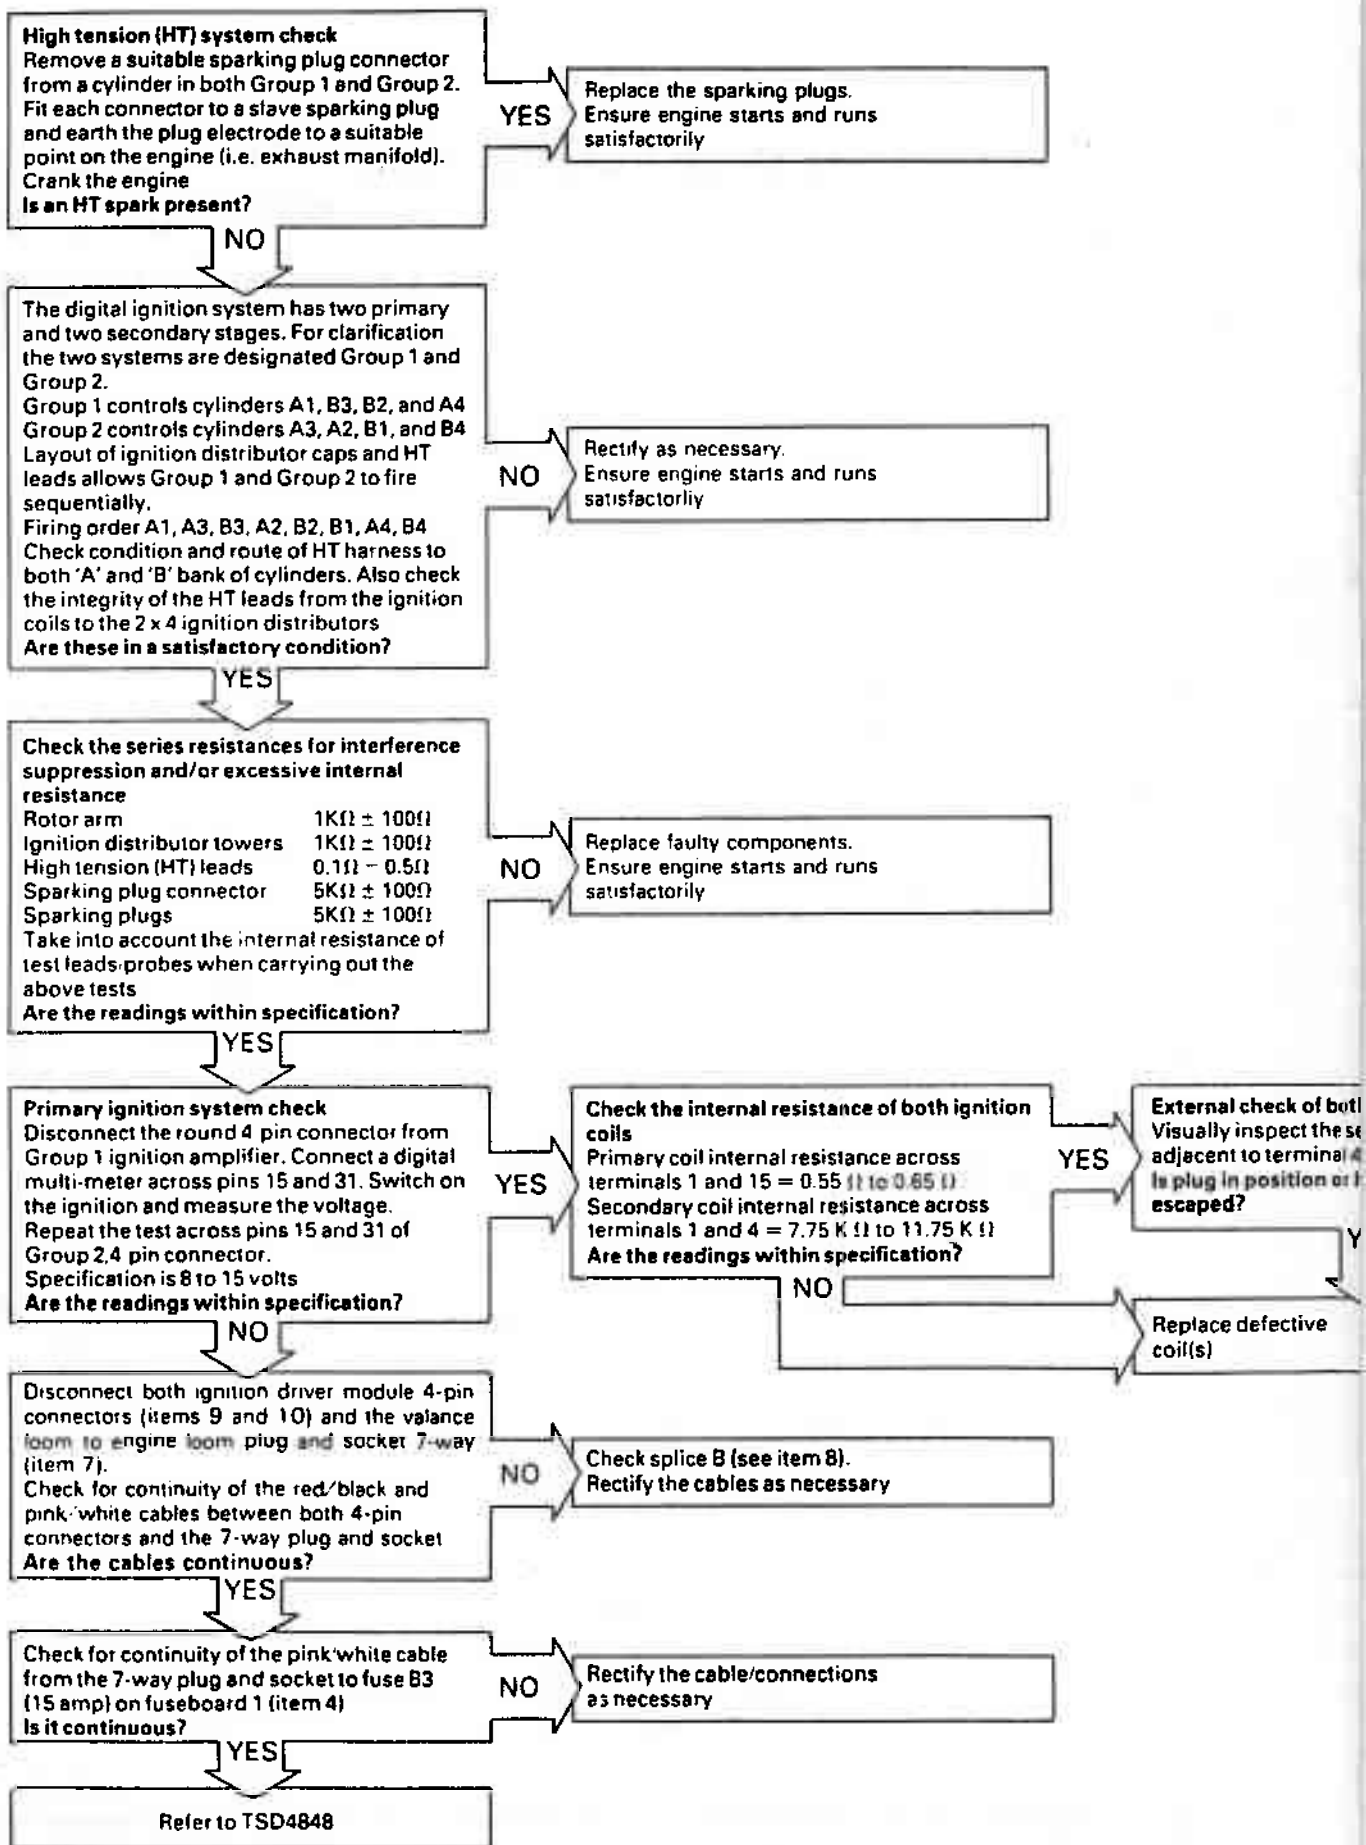 High tension (HT) system check
Remove a suitable sparking plug connector
from a cylinder in both Group 1 and Group 2.
Fit each connector to a slave sparking plug
and earth the plug electrode to a suitable
point on the engine (i.e. exhaust manifold).
Crank the engine
Is an HT spark present?
YES
Replace the sparking plugs.
Ensure engine starts and runs
satisfactorily
NO
The digital ignition system has two primary
and two secondary stages. For clarification
the two systems are designated Group 1 and
Group 2.
Group 1 controls cylinders A1, B3, B2, and A4
Group 2 controls cylinders A3, A2, B1, and B4
Layout of ignition distributor caps and HT
leads allows Group 1 and Group 2 to fire
sequentially.
Firing order A1, A3, B3, A2, B2, B1, A4, B4
Check condition and route of HT harness to
both 'A' and 'B' bank of cylinders. Also check
the integrity of the HT leads from the ignition
coils to the 2 x 4 ignition distributors
Are these in a satisfactory condition?
NO
Rectify as necessary.
Ensure engine starts and runs
satisfactorliy
YES
Check the series resistances for interference
suppression and/or excessive internal
resistance
Rotor arm 1KΩ ± 100Ω
Ignition distributor towers 1KΩ ± 100Ω
High tension (HT) leads 0.1Ω – 0.5Ω
Sparking plug connector 5KΩ ± 100Ω
Sparking plugs 5KΩ ± 100Ω
Take into account the internal resistance of
test leads/probes when carrying out the
above tests
Are the readings within specification?
NO
Replace faulty components.
Ensure engine starts and runs
satisfactorily
YES
Primary ignition system check
Disconnect the round 4 pin connector from
Group 1 ignition amplifier. Connect a digital
multi-meter across pins 15 and 31. Switch on
the ignition and measure the voltage.
Repeat the test across pins 15 and 31 of
Group 2,4 pin connector.
Specification is 8 to 15 volts
Are the readings within specification?
YES
Check the internal resistance of both ignition
coils
Primary coil internal resistance across
terminals 1 and 15 = 0.55 Ω to 0.65 Ω
Secondary coil internal resistance across
terminals 1 and 4 = 7.75 K Ω to 11.75 K Ω
Are the readings within specification?
YES
External check of
Visually inspect the
adjacent to terminal
Is plug in position or
escaped?
Y
NO
Replace defective
coil(s)
NO
Disconnect both ignition driver module 4-pin
connectors (items 9 and 10) and the valance
loom to engine loom plug and socket 7-way
(item 7).
Check for continuity of the red/black and
pink/white cables between both 4-pin
connectors and the 7-way plug and socket
Are the cables continuous?
NO
Check splice B (see item 8).
Rectify the cables as necessary
YES
Check for continuity of the pink/white cable
from the 7-way plug and socket to fuse B3
(15 amp) on fuseboard 1 (item 4)
Is it continuous?
NO
Rectify the cable/connections
as necessary
YES
Refer to TSD4848